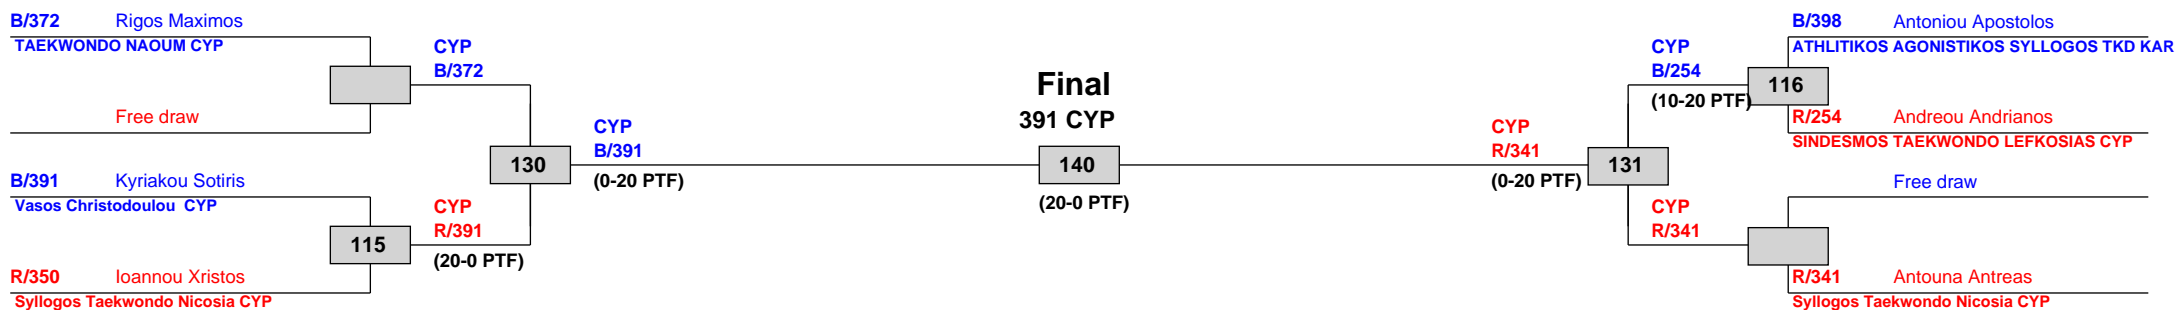 B/372 Rigos Maximos
TAEKWONDO NAOUM CYP
CYP
B/372
Free draw
130
CYP
B/391
(0-20 PTF)
B/391 Kyriakou Sotiris
Vasos Christodoulou CYP
115
CYP
R/391
(20-0 PTF)
R/350 Ioannou Xristos
Syllogos Taekwondo Nicosia CYP
Final
391 CYP
140
(20-0 PTF)
CYP
R/341
(0-20 PTF)
131
CYP
B/254
(10-20 PTF)
116
B/398 Antoniou Apostolos
ATHLITIKOS AGONISTIKOS SYLLOGOS TKD KAR
R/254 Andreou Andrianos
SINDESMOS TAEKWONDO LEFKOSIAS CYP
Free draw
CYP
R/341
R/341 Antouna Antreas
Syllogos Taekwondo Nicosia CYP